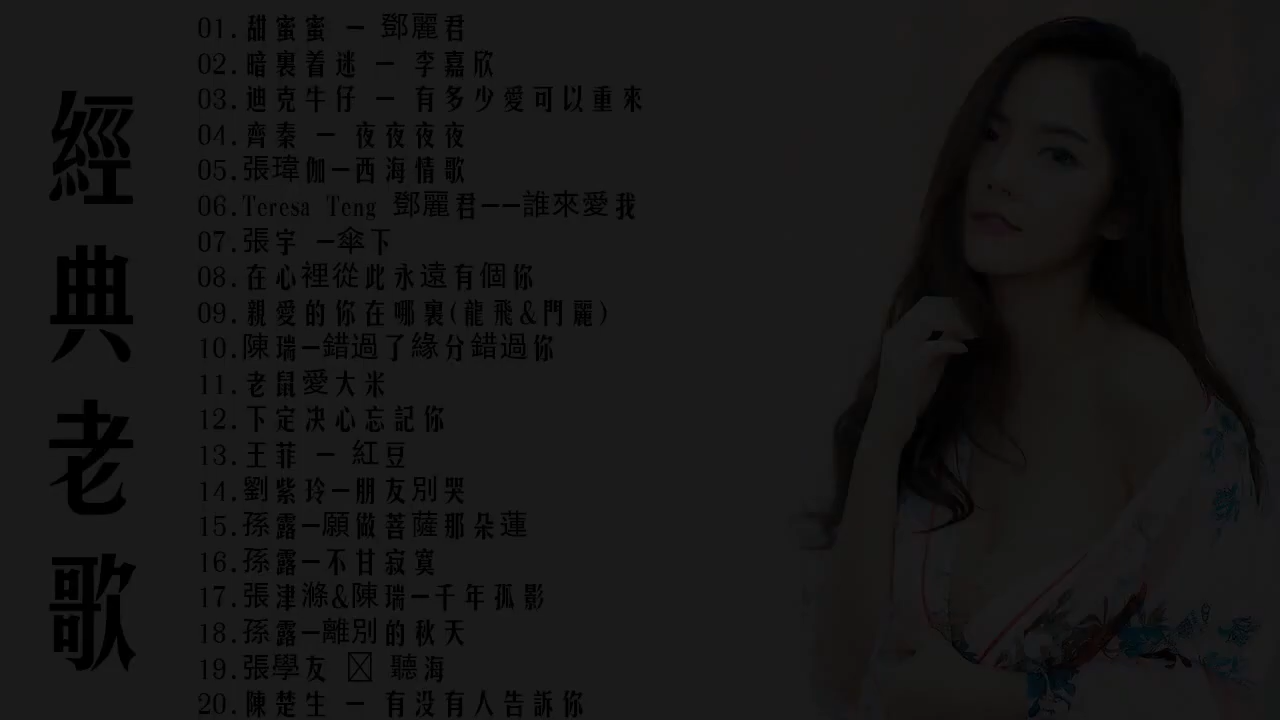 經典老歌
01.甜蜜蜜 － 鄧麗君
02.暗裏着迷 － 李嘉欣
03.迪克牛仔 － 有多少愛可以重來
04.齊秦 － 夜夜夜夜
05.張瑋伽－西海情歌
06.Teresa Teng 鄧麗君－－誰來愛我
07.張宇 －傘下
08.在心裡從此永遠有個你
09.親愛的你在哪裏(龍飛&門麗)
10.陳瑞－錯過了緣分錯過你
11.老鼠愛大米
12.下定决心忘記你
13.王菲 － 紅豆
14.劉紫玲－朋友別哭
15.孫露－願做菩薩那朵蓮
16.孫露－不甘寂寞
17.張津滌&陳瑞－千年孤影
18.孫露－離別的秋天
19.張學友 聽海
20.陳楚生 － 有没有人告訴你